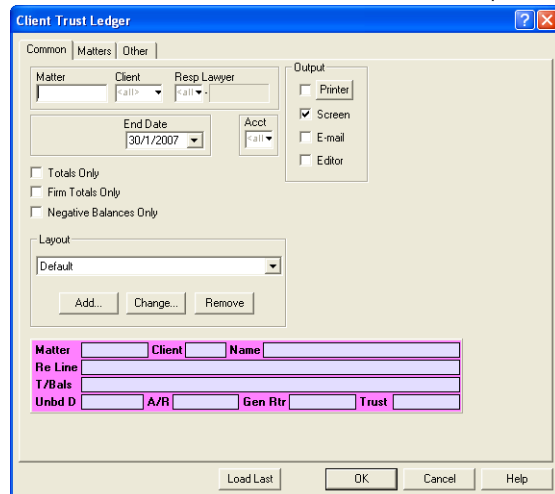 Client Trust Ledger
Common Matters Other
Matter Client Resp Lawyer
<all> <all> -
End Date Acct
30/1/2007 <all>
Output
Printer
Screen
E-mail
Editor
Totals Only
Firm Totals Only
Negative Balances Only
Layout
Default
Add... Change... Remove
Matter Client Name
Re Line
T/Bals
Unbd D A/R Gen Rtr Trust
Load Last OK Cancel Help